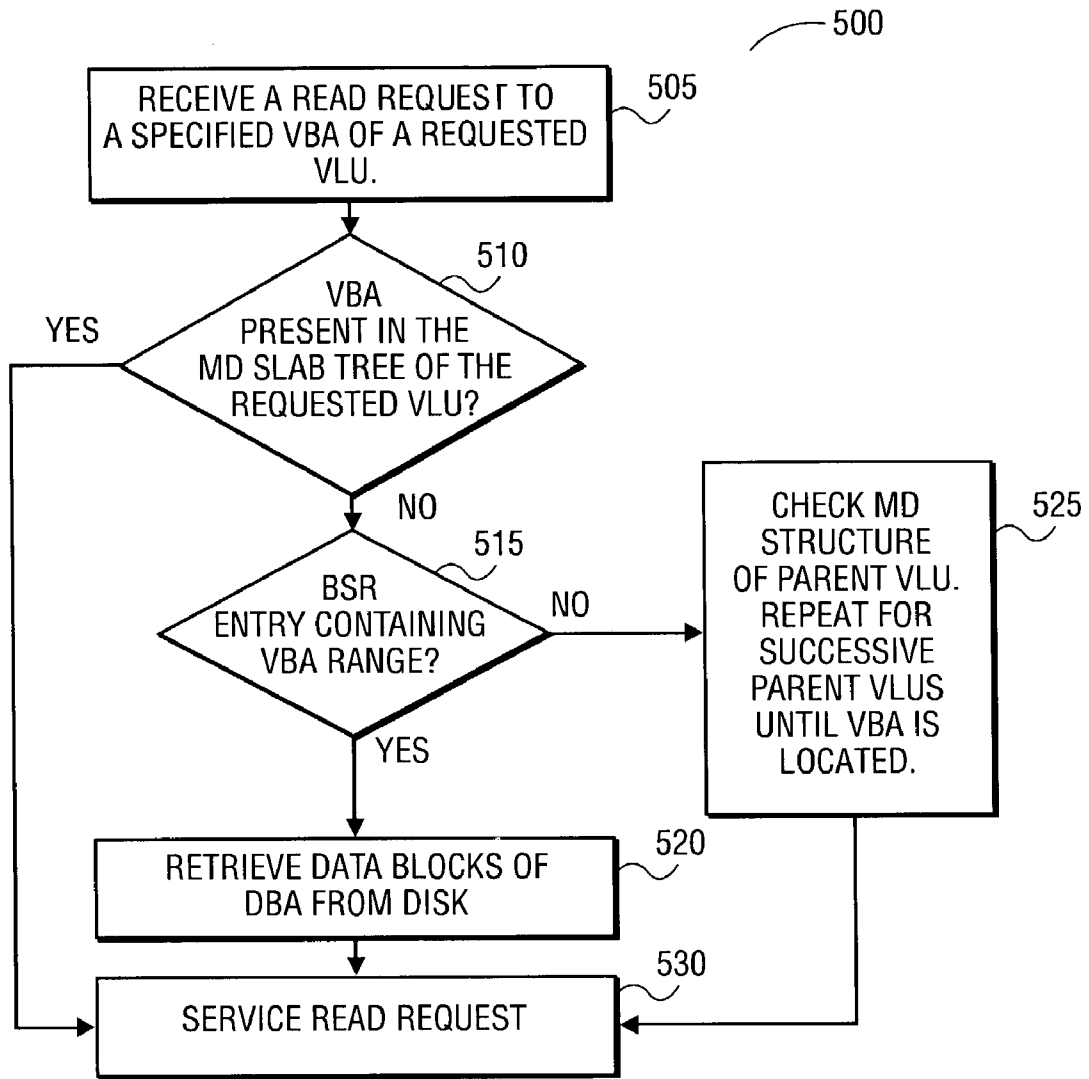 500
RECEIVE A READ REQUEST TO
A SPECIFIED VBA OF A REQUESTED
VLU.
505
510
VBA
PRESENT IN THE
MD SLAB TREE OF THE
REQUESTED VLU?
YES
NO
515
BSR
ENTRY CONTAINING
VBA RANGE?
NO
YES
CHECK MD
STRUCTURE
OF PARENT VLU.
REPEAT FOR
SUCCESSIVE
PARENT VLUS
UNTIL VBA IS
LOCATED.
525
RETRIEVE DATA BLOCKS OF
DBA FROM DISK
520
SERVICE READ REQUEST
530